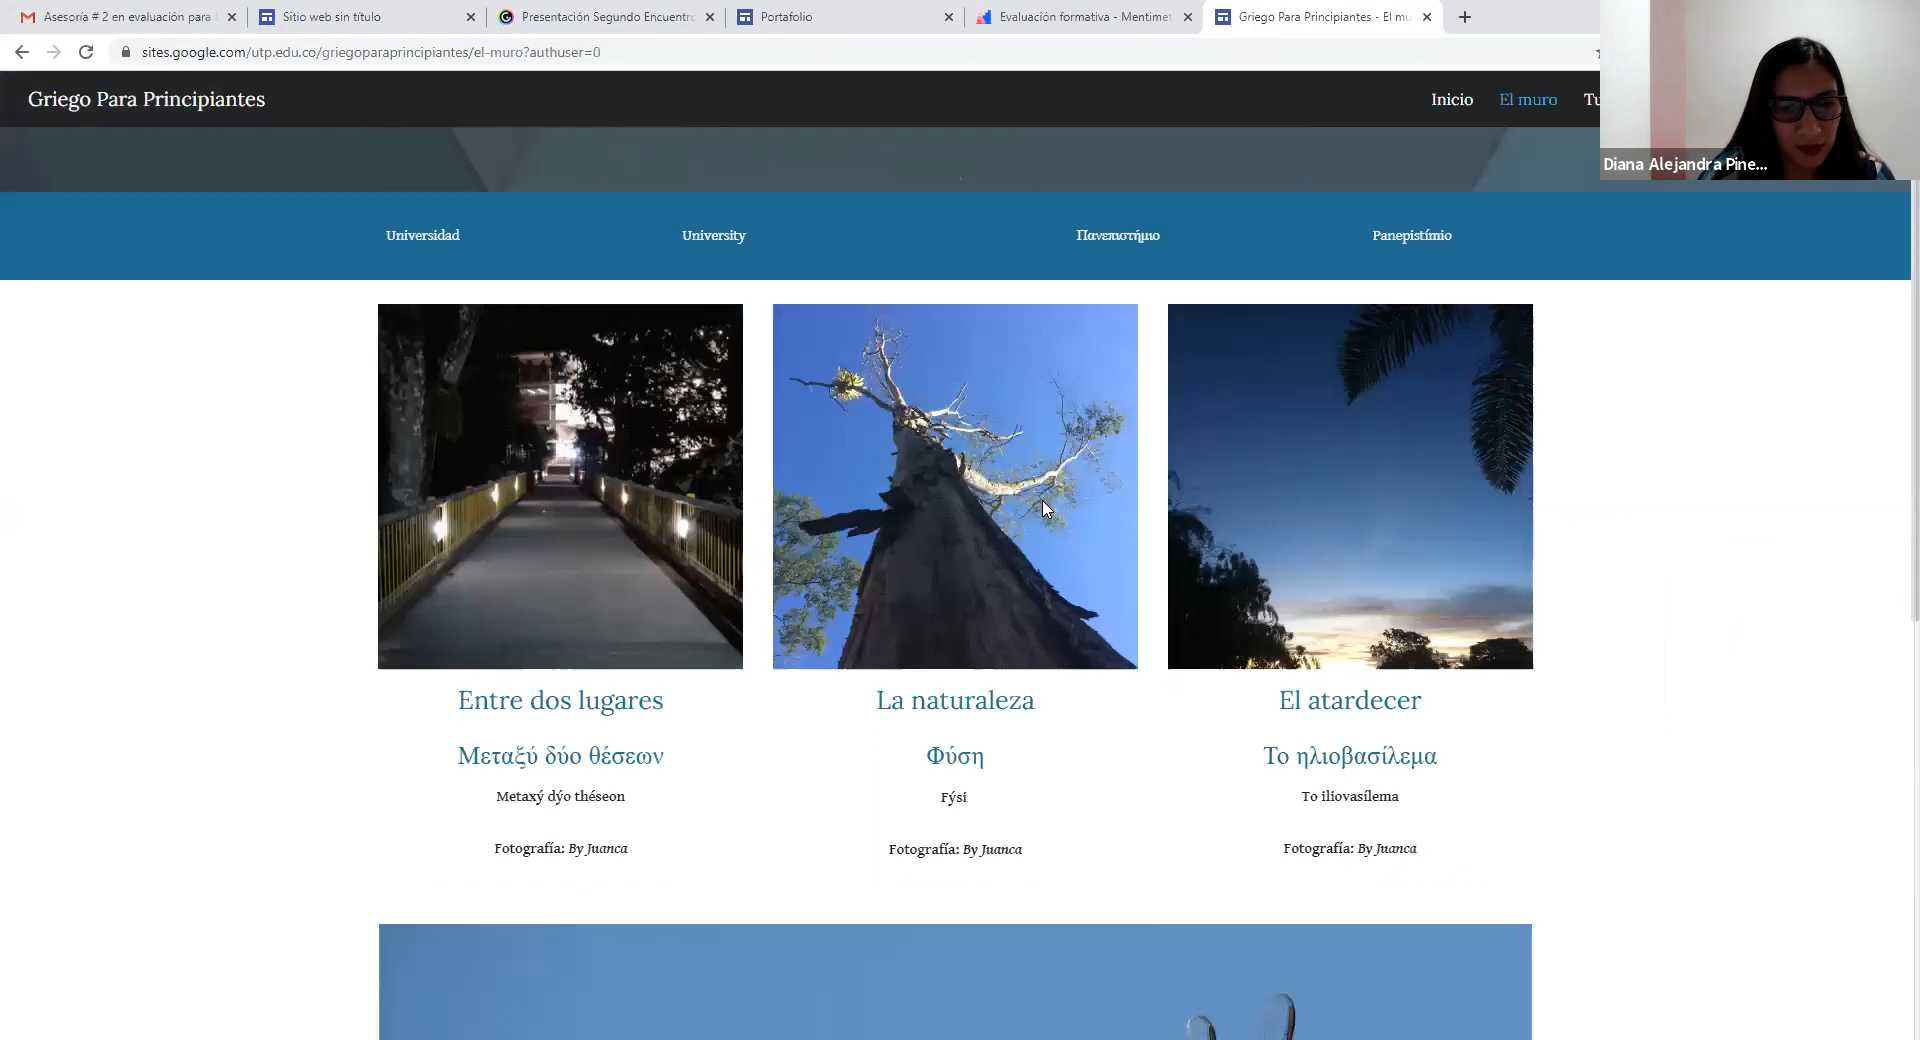 Asesoría # 2 en evaluación para
Sitio web sin título
Presentación Segundo Encuentro
Portafolio
Evaluación formativa - Mentimet
Griego Para Principiantes - El mu
sites.google.com/utp.edu.co/griegoparaprincipiantes/el-muro?authuser=0
Griego Para Principiantes
Inicio
El muro
Tu
Diana Alejandra Pine...
Universidad
University
Πανεπιστήμιο
Panepistímio
Entre dos lugares
Μεταξύ δύο θέσεων
Metaxý dýo théseon
Fotografía: By Juanca
La naturaleza
Φύση
Fýsi
Fotografía: By Juanca
El atardecer
Το ηλιοβασίλεμα
To iliovasílema
Fotografía: By Juanca